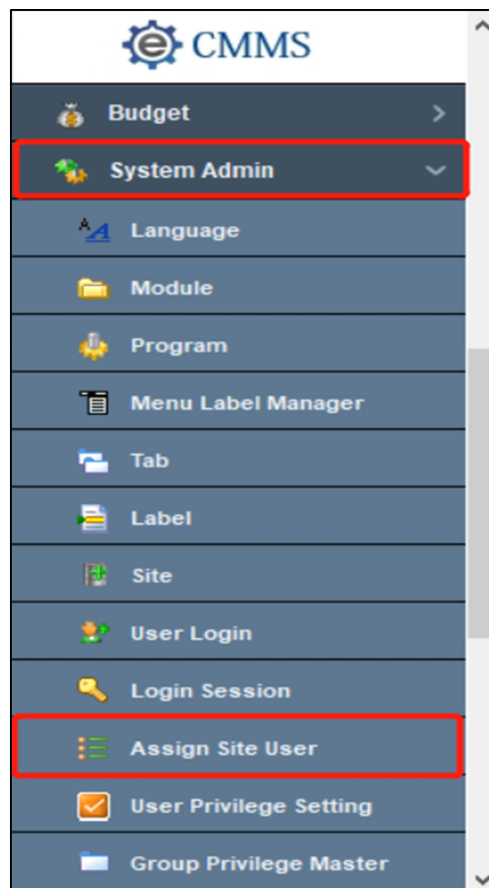 e CMMS
Budget
System Admin
Language
Module
Program
Menu Label Manager
Tab
Label
Site
User Login
Login Session
Assign Site User
User Privilege Setting
Group Privilege Master